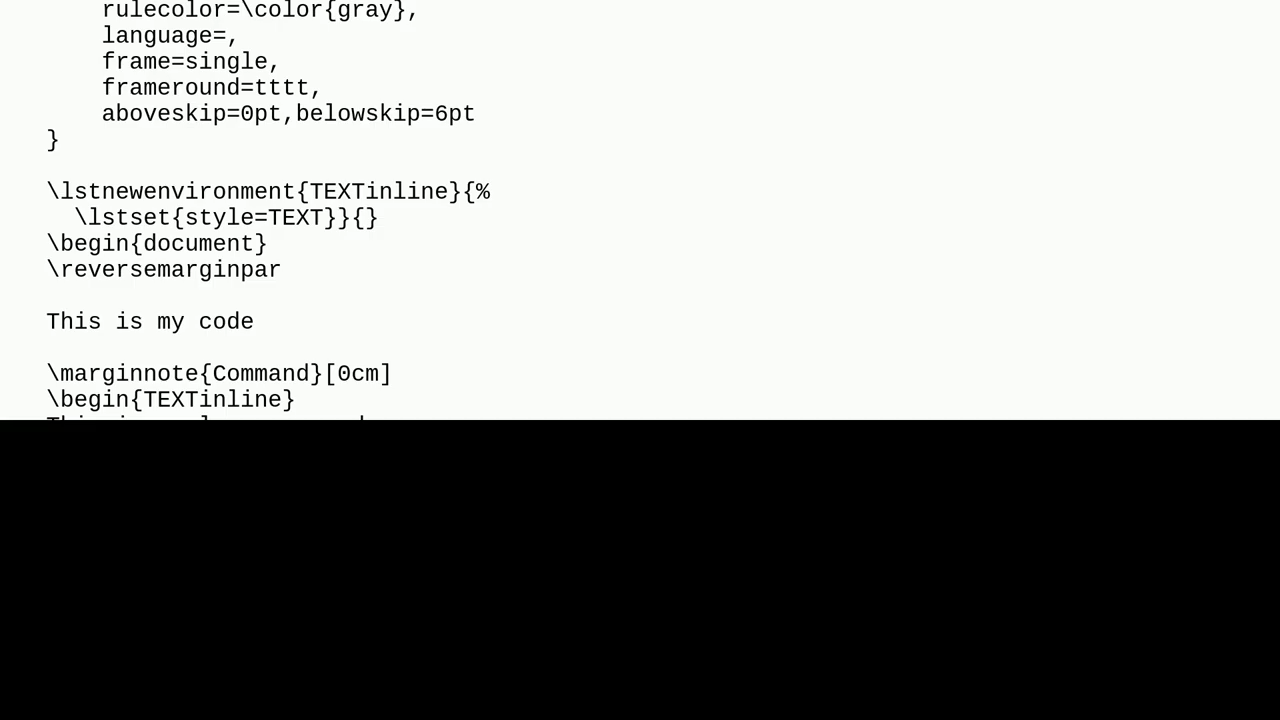 rulecolor=\color{gray},
    language=,
    frame=single,
    frameround=tttt,
    aboveskip=0pt,belowskip=6pt
}
\lstnewenvironment{TEXTinline}{%
  \lstset{style=TEXT}}{}
\begin{document}
\reversemarginpar
This is my code
\marginnote{Command}[0cm]
\begin{TEXTinline}